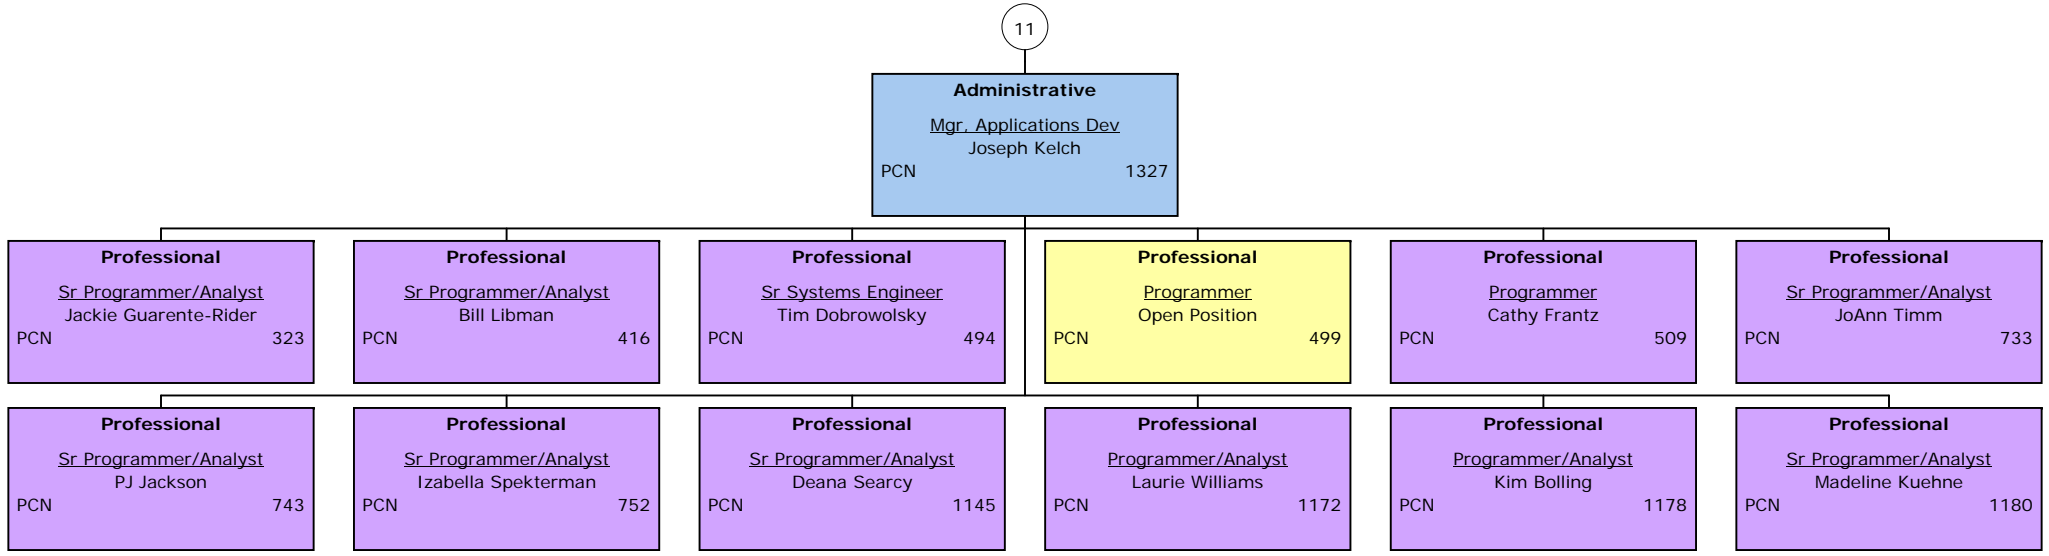 11
Administrative
Mgr, Applications Dev
Joseph Kelch
PCN 1327
Professional
Sr Programmer/Analyst
Jackie Guarente-Rider
PCN 323
Professional
Sr Programmer/Analyst
Bill Libman
PCN 416
Professional
Sr Systems Engineer
Tim Dobrowolsky
PCN 494
Professional
Programmer
Open Position
PCN 499
Professional
Programmer
Cathy Frantz
PCN 509
Professional
Sr Programmer/Analyst
JoAnn Timm
PCN 733
Professional
Sr Programmer/Analyst
PJ Jackson
PCN 743
Professional
Sr Programmer/Analyst
Izabella Spekterman
PCN 752
Professional
Sr Programmer/Analyst
Deana Searcy
PCN 1145
Professional
Programmer/Analyst
Laurie Williams
PCN 1172
Professional
Programmer/Analyst
Kim Bolling
PCN 1178
Professional
Sr Programmer/Analyst
Madeline Kuehne
PCN 1180